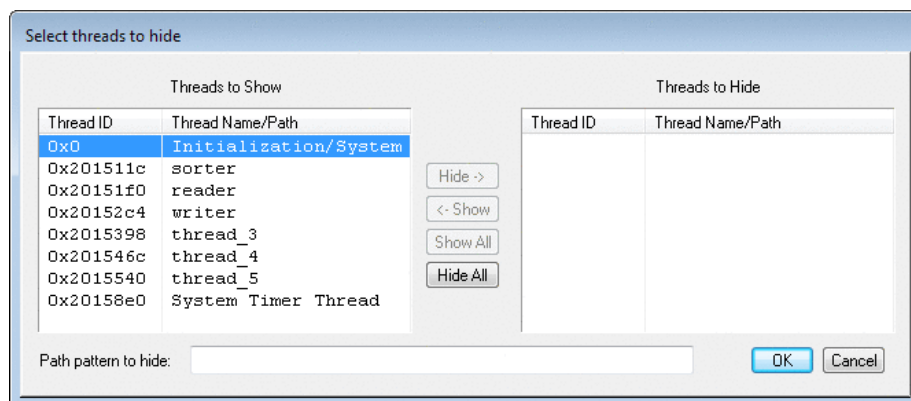 Select threads to hide
Threads to Show
Threads to Hide
Thread ID Thread Name/Path
0x0 Initialization/System
0x201511c sorter
0x20151f0 reader
0x20152c4 writer
0x2015398 thread_3
0x201546c thread_4
0x2015540 thread_5
0x20158e0 System Timer Thread
Hide ->
<- Show
Show All
Hide All
Thread ID Thread Name/Path
Path pattern to hide:
OK Cancel